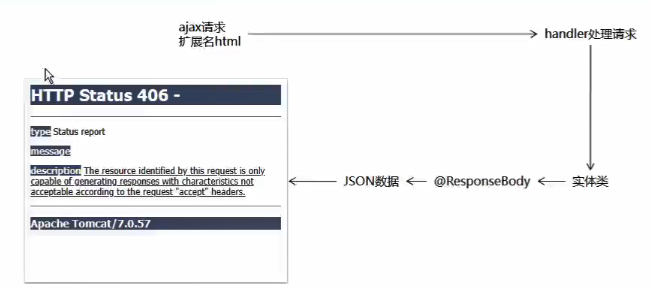 ajax请求
扩展名html
handler处理请求
HTTP Status 406 -
type Status report
message
description The resource identified by this request is only
capable of generating responses with characteristics not
acceptable according to the request "accept" headers.
JSON数据
@ResponseBody
实体类
Apache Tomcat/7.0.57